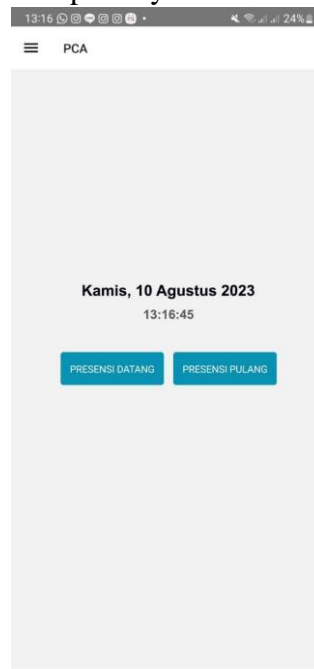 13:16 24%
PCA
Kamis, 10 Agustus 2023
13:16:45
PRESENSI DATANG PRESENSI PULANG